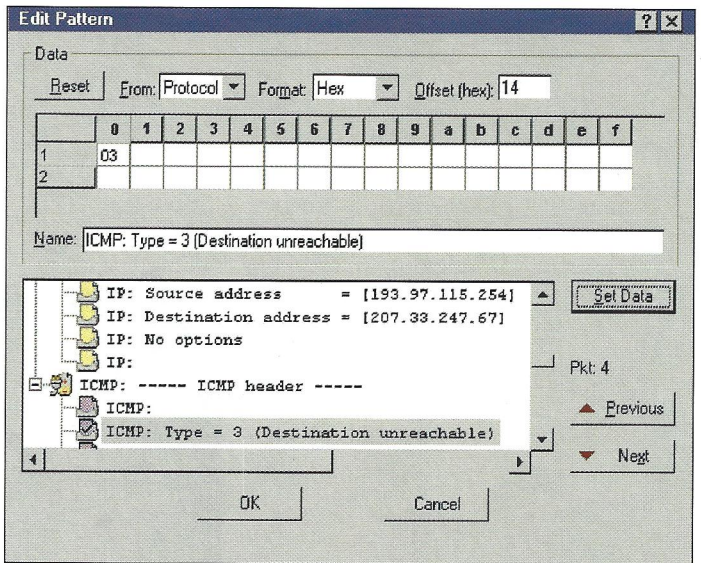 Edit Pattern
Data
Reset From: Protocol Format: Hex Offset (hex): 14
0 1 2 3 4 5 6 7 8 9 a b c d e f
1 03
2
Name: ICMP: Type = 3 (Destination unreachable)
IP: Source address = [193.97.115.254]
IP: Destination address = [207.33.247.67]
IP: No options
IP:
ICMP: ----- ICMP header -----
ICMP:
ICMP: Type = 3 (Destination unreachable)
Set Data
Pkt: 4
Previous
Next
OK Cancel